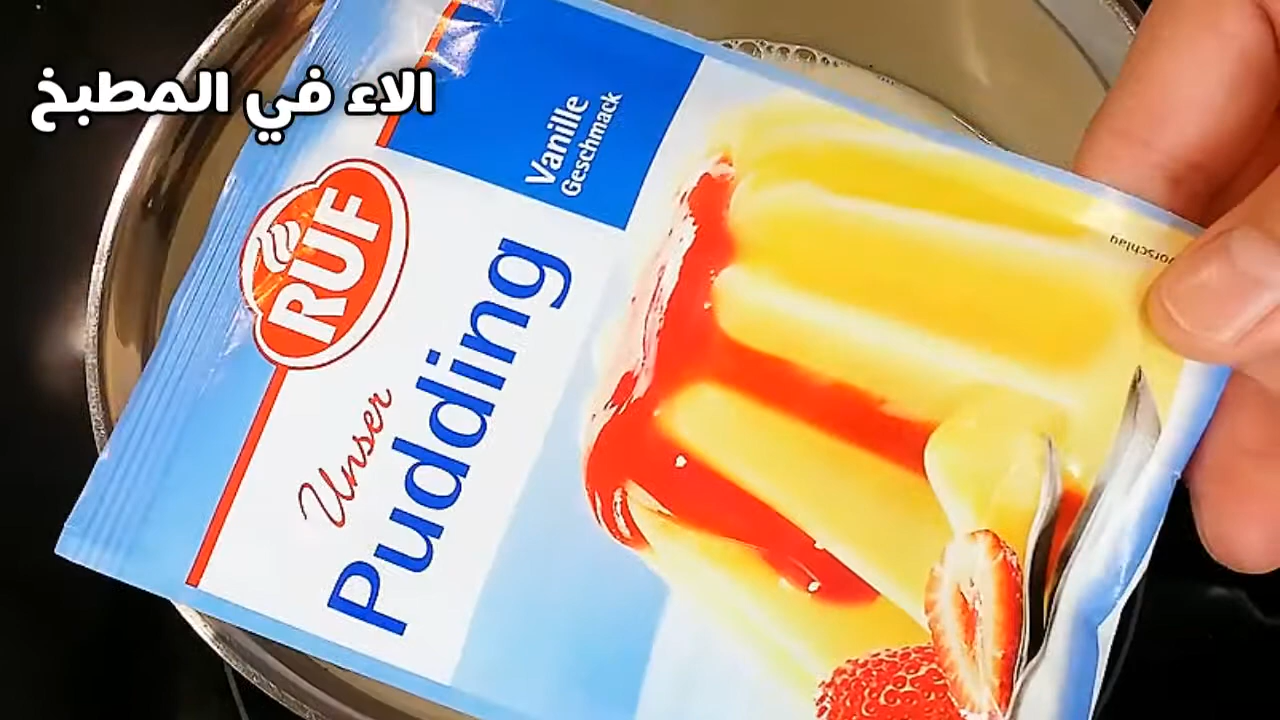 الاء في المطبخ
Vanille
Geschmack
RUF
Unser
Pudding